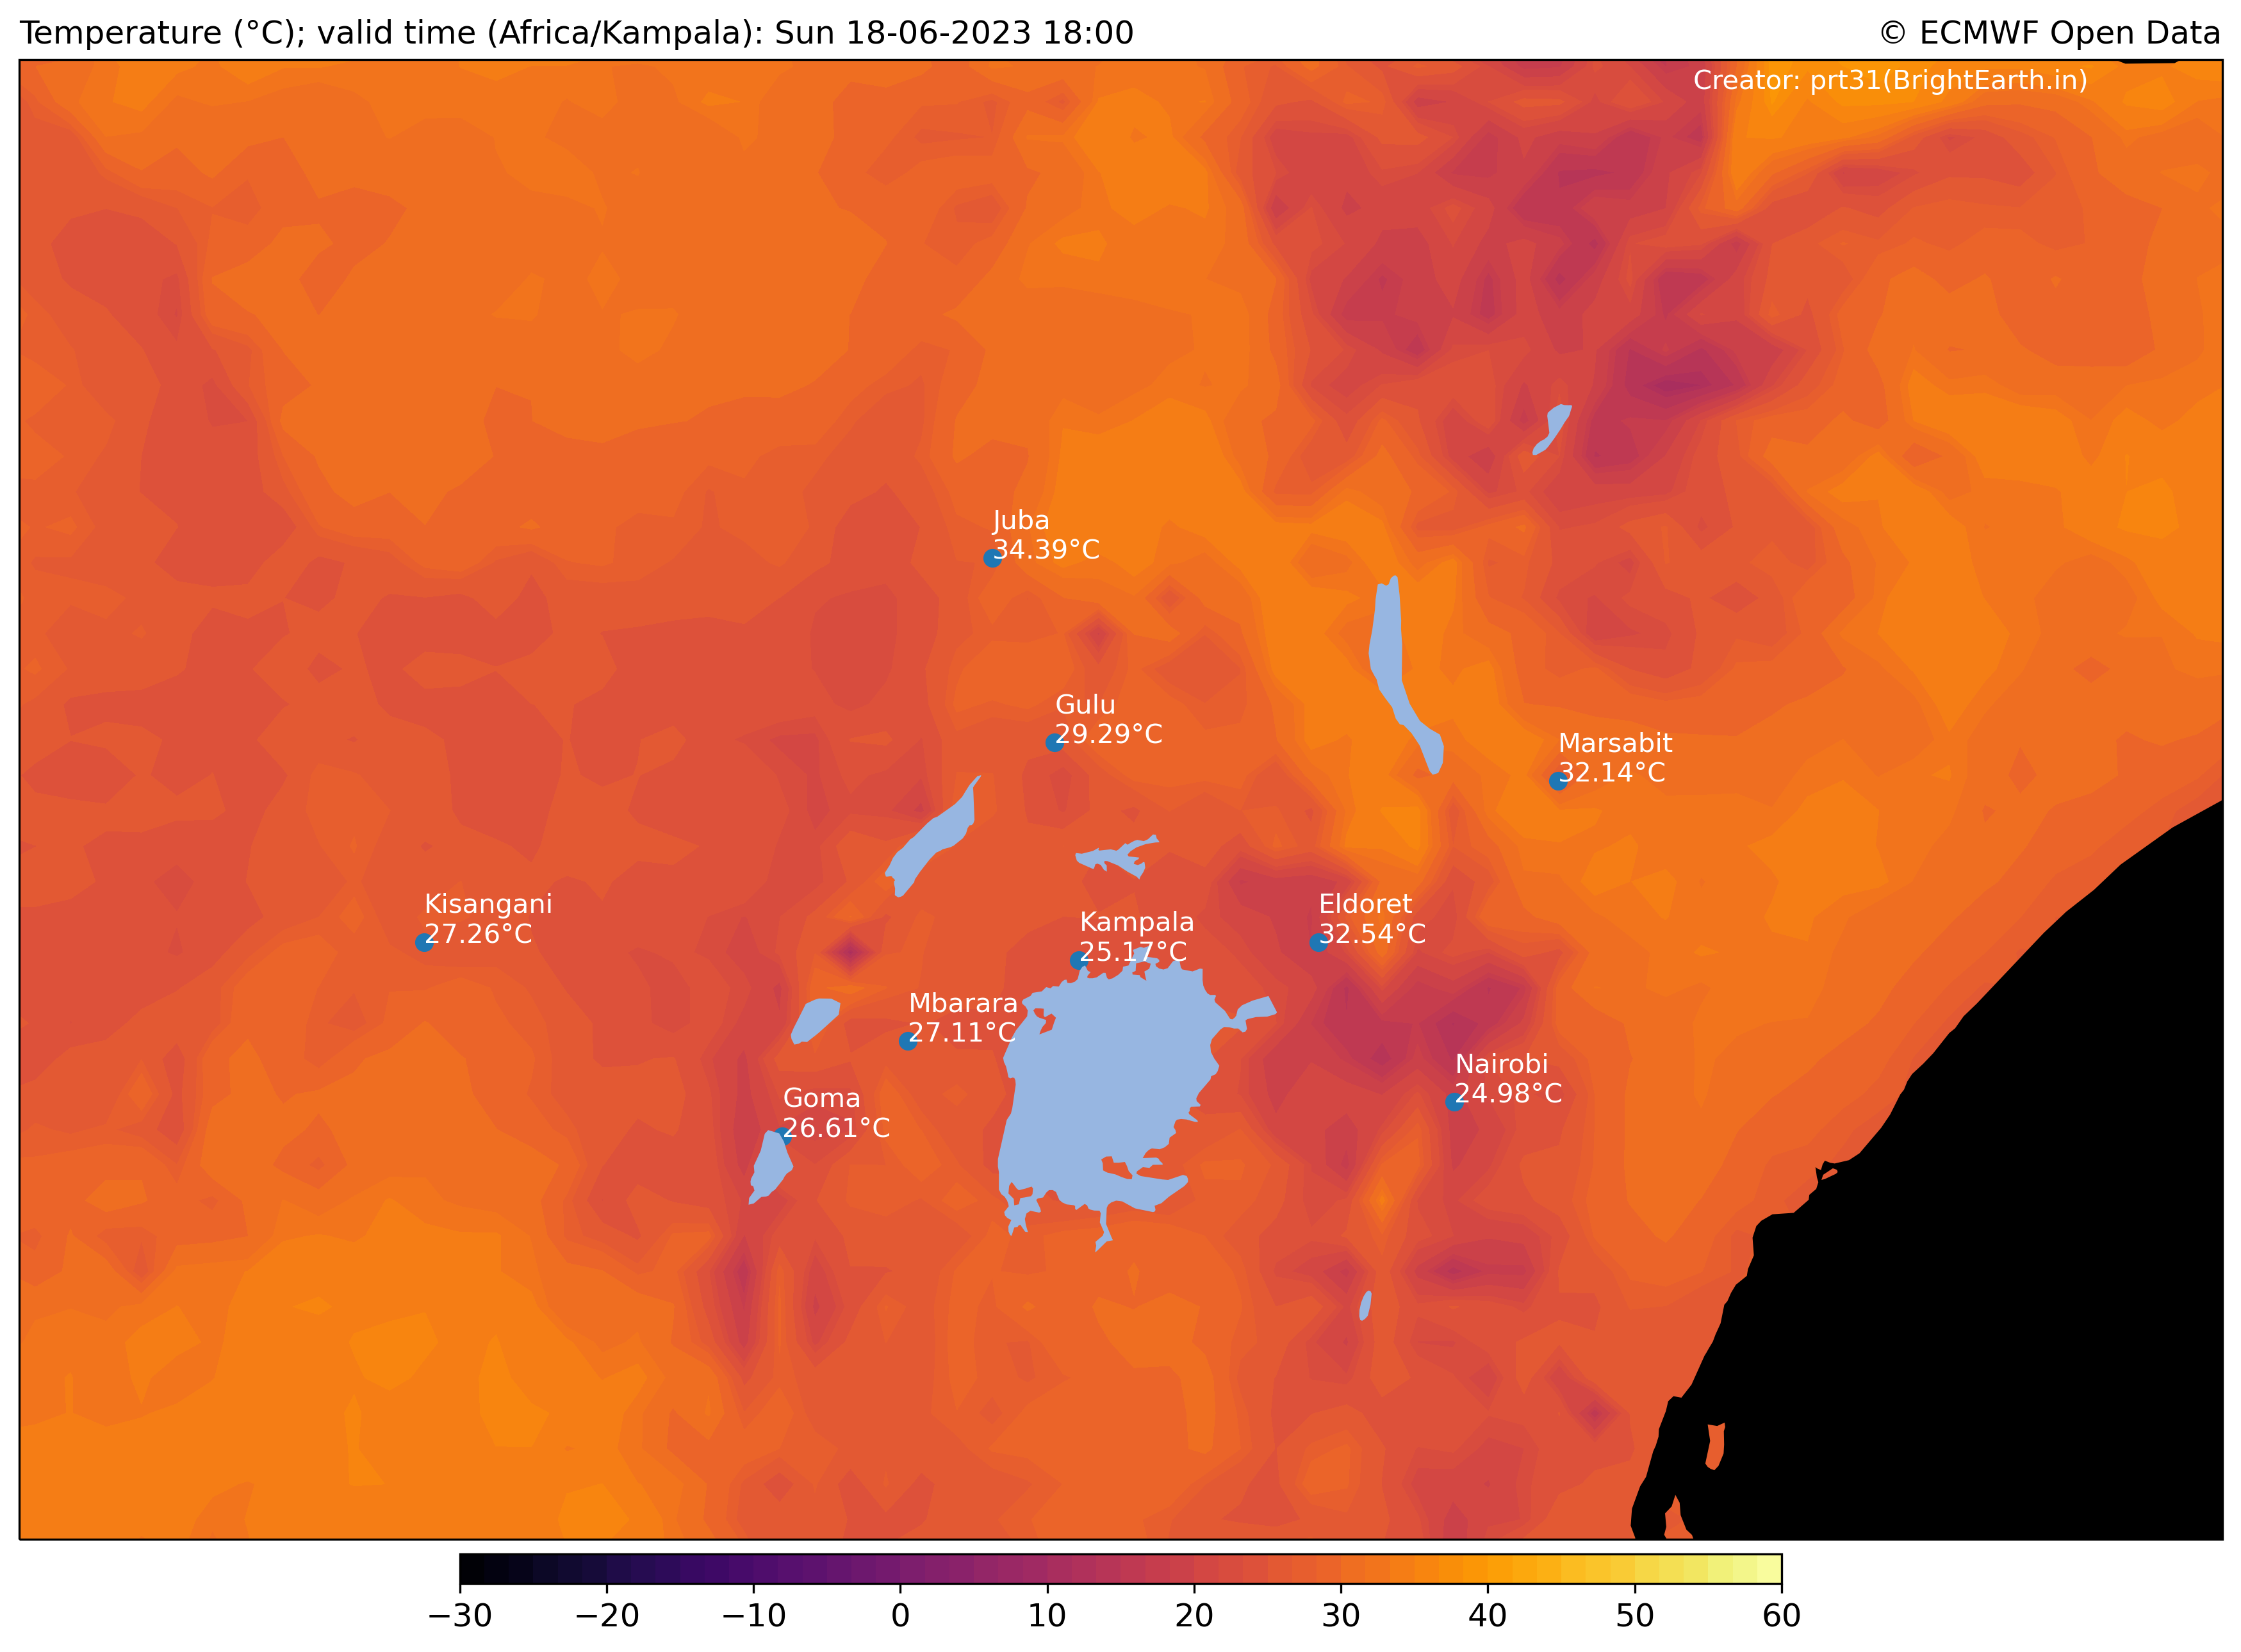 Temperature (°C); valid time (Africa/Kampala): Sun 18-06-2023 18:00
© ECMWF Open Data
Creator: prt31(BrightEarth.in)
Juba
34.39°C
Gulu
29.29°C
Marsabit
32.14°C
Kisangani
27.26°C
Eldoret
32.54°C
Kampala
25.17°C
Mbarara
27.11°C
Nairobi
24.98°C
Goma
26.61°C
−30 −20 −10 0 10 20 30 40 50 60